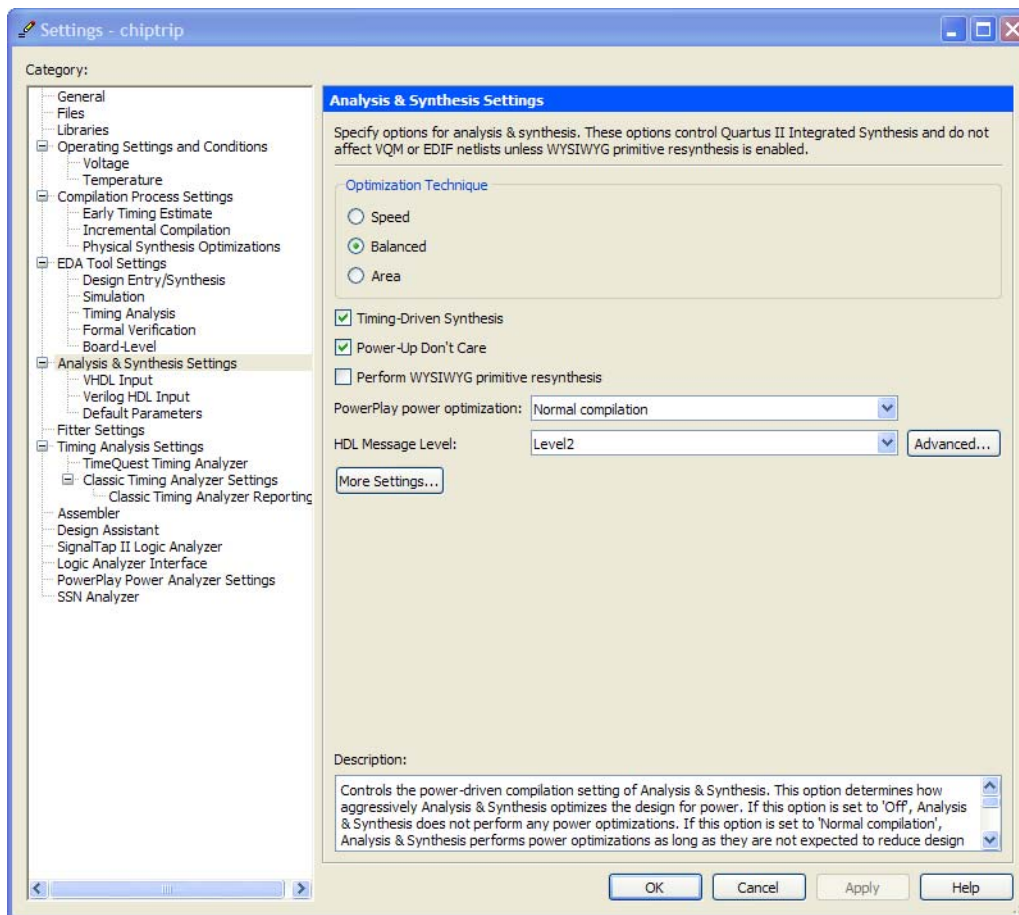 Settings - chiptrip
Category:
General
Files
Libraries
Operating Settings and Conditions
Voltage
Temperature
Compilation Process Settings
Early Timing Estimate
Incremental Compilation
Physical Synthesis Optimizations
EDA Tool Settings
Design Entry/Synthesis
Simulation
Timing Analysis
Formal Verification
Board-Level
Analysis & Synthesis Settings
VHDL Input
Verilog HDL Input
Default Parameters
Fitter Settings
Timing Analysis Settings
TimeQuest Timing Analyzer
Classic Timing Analyzer Settings
Classic Timing Analyzer Reporting
Assembler
Design Assistant
SignalTap II Logic Analyzer
Logic Analyzer Interface
PowerPlay Power Analyzer Settings
SSN Analyzer
Analysis & Synthesis Settings
Specify options for analysis & synthesis. These options control Quartus II Integrated Synthesis and do not
affect VQM or EDIF netlists unless WYSIWYG primitive resynthesis is enabled.
Optimization Technique
Speed
Balanced
Area
Timing-Driven Synthesis
Power-Up Don't Care
Perform WYSIWYG primitive resynthesis
PowerPlay power optimization: Normal compilation
HDL Message Level: Level2 Advanced...
More Settings...
Description:
Controls the power-driven compilation setting of Analysis & Synthesis. This option determines how
aggressively Analysis & Synthesis optimizes the design for power. If this option is set to 'Off', Analysis
& Synthesis does not perform any power optimizations. If this option is set to 'Normal compilation',
Analysis & Synthesis performs power optimizations as long as they are not expected to reduce design
OK Cancel Apply Help